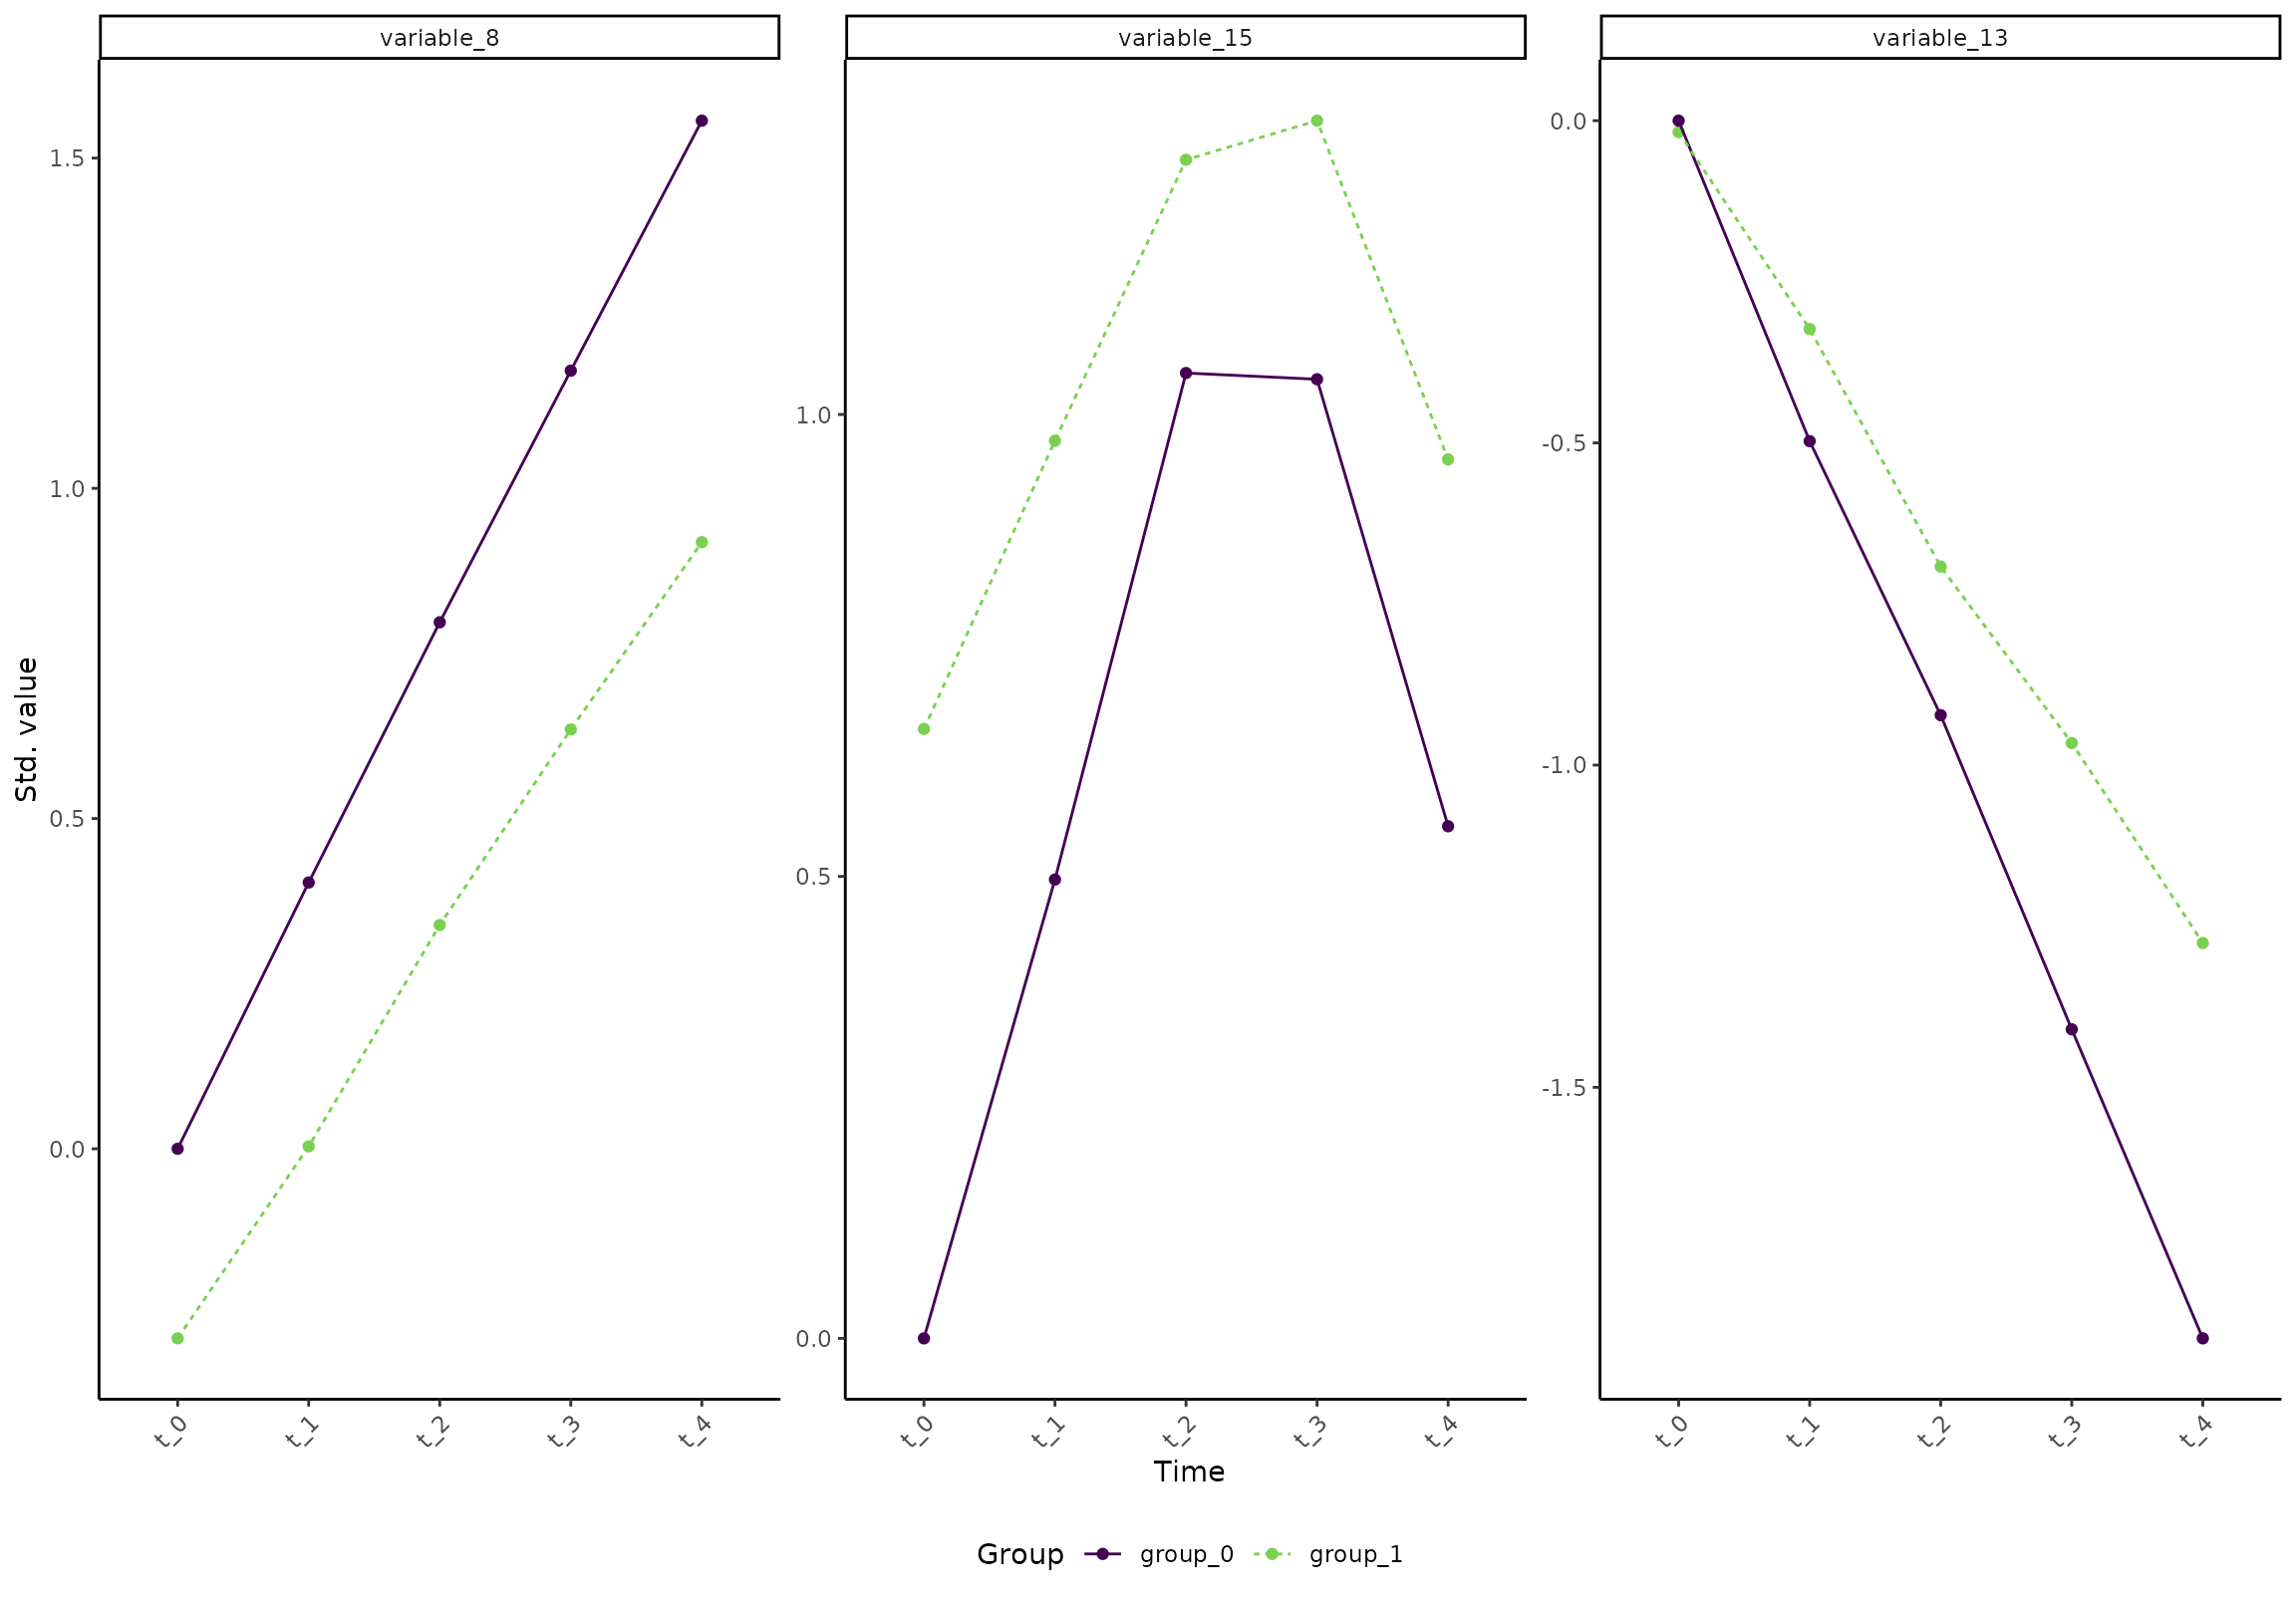 variable_8
variable_15
variable_13
Std. value
1.5
1.0
0.5
0.0
1.0
0.5
0.0
0.0
-0.5
-1.0
-1.5
t_0 t_1 t_2 t_3 t_4
t_0 t_1 t_2 t_3 t_4
t_0 t_1 t_2 t_3 t_4
Time
Group group_0 group_1